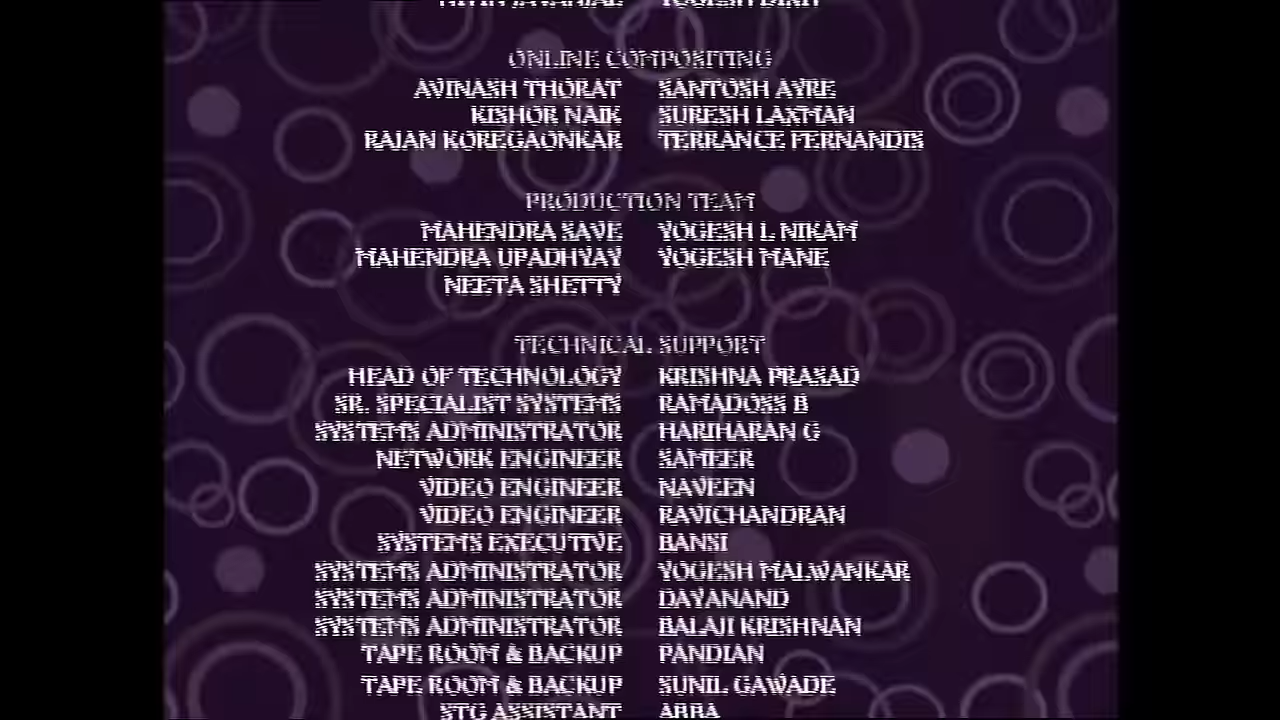 ONLINE COMPOSITING
AVINASH THORAT SANTOSH AYRE
KISHOR NAIK SURESH LAXMAN
RAJAN KOREGAONKAR TERRANCE FERNANDIS
PRODUCTION TEAM
MAHENDRA SAVE YOGESH L NIKAM
MAHENDRA UPADHYAY YOGESH MANE
NEETA SHETTY
TECHNICAL SUPPORT
HEAD OF TECHNOLOGY KRISHNA PRASAD
SR. SPECIALIST SYSTEMS RAMADOSS B
SYSTEMS ADMINISTRATOR HARIHARAN G
NETWORK ENGINEER SAMEER
VIDEO ENGINEER NAVEEN
VIDEO ENGINEER RAVICHANDRAN
SYSTEMS EXECUTIVE BANSI
SYSTEMS ADMINISTRATOR YOGESH MALWANKAR
SYSTEMS ADMINISTRATOR DAYANAND
SYSTEMS ADMINISTRATOR BALAJI KRISHNAN
TAPE ROOM & BACKUP PANDIAN
TAPE ROOM & BACKUP SUNIL GAWADE
STG ASSISTANT